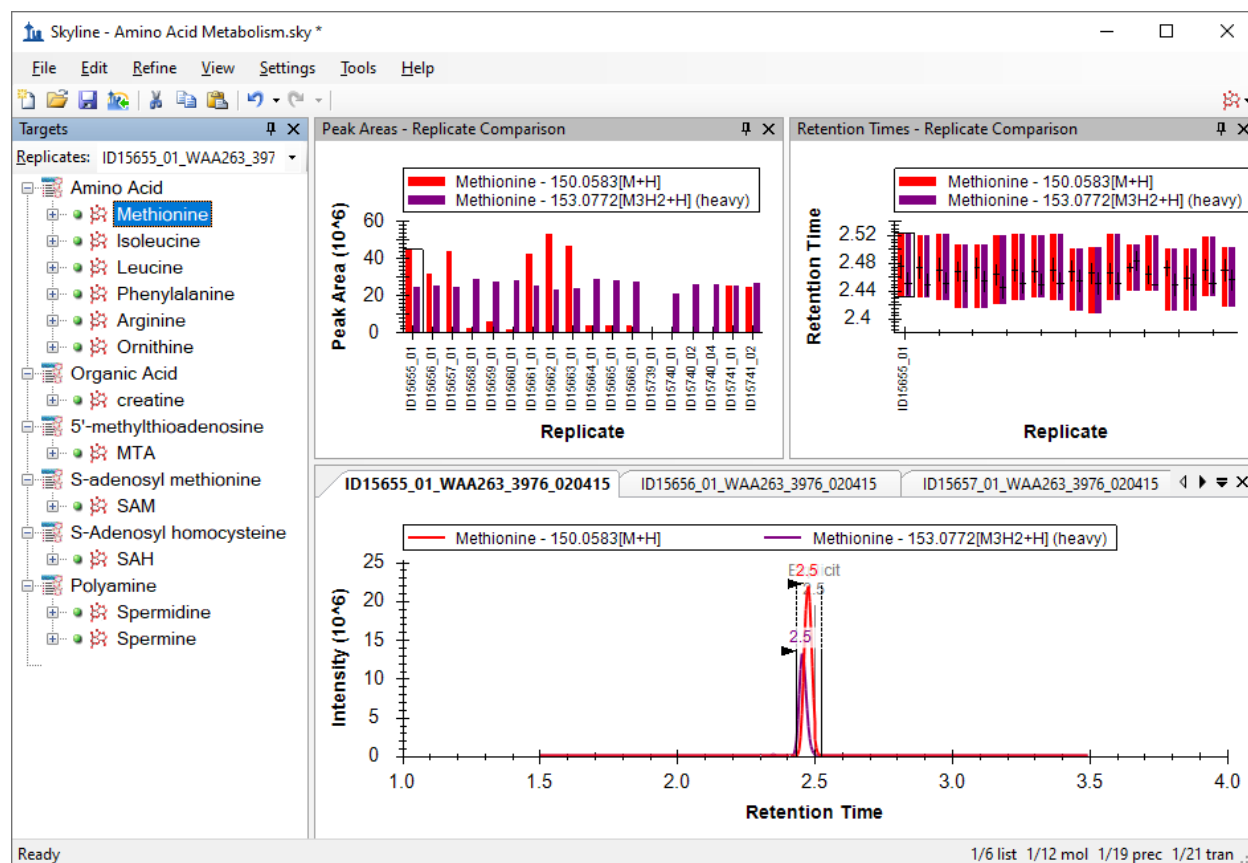 Skyline - Amino Acid Metabolism.sky *
File Edit Refine View Settings Tools Help
Targets
Replicates: ID15655_01_WAA263_397
Amino Acid
Methionine
Isoleucine
Leucine
Phenylalanine
Arginine
Ornithine
Organic Acid
creatine
5'-methylthioadenosine
MTA
S-adenosyl methionine
SAM
S-Adenosyl homocysteine
SAH
Polyamine
Spermidine
Spermine
Peak Areas - Replicate Comparison
Methionine - 150.0583[M+H]
Methionine - 153.0772[M3H2+H] (heavy)
Peak Area (10^6)
60
40
20
0
ID15655_01
ID15656_01
ID15657_01
ID15658_01
ID15659_01
ID15660_01
ID15661_01
ID15662_01
ID15663_01
ID15664_01
ID15665_01
ID15666_01
ID15739_01
ID15740_01
ID15740_02
ID15740_04
ID15741_01
ID15741_02
Replicate
Retention Times - Replicate Comparison
Methionine - 150.0583[M+H]
Methionine - 153.0772[M3H2+H] (heavy)
Retention Time
2.52
2.48
2.44
2.4
ID15655_01
Replicate
ID15655_01_WAA263_3976_020415
ID15656_01_WAA263_3976_020415
ID15657_01_WAA263_3976_020415
Methionine - 150.0583[M+H]
Methionine - 153.0772[M3H2+H] (heavy)
Intensity (10^6)
25
20
15
10
5
0
2.5
2.5
2.5
1.0 1.5 2.0 2.5 3.0 3.5 4.0
Retention Time
Ready
1/6 list 1/12 mol 1/19 prec 1/21 tran